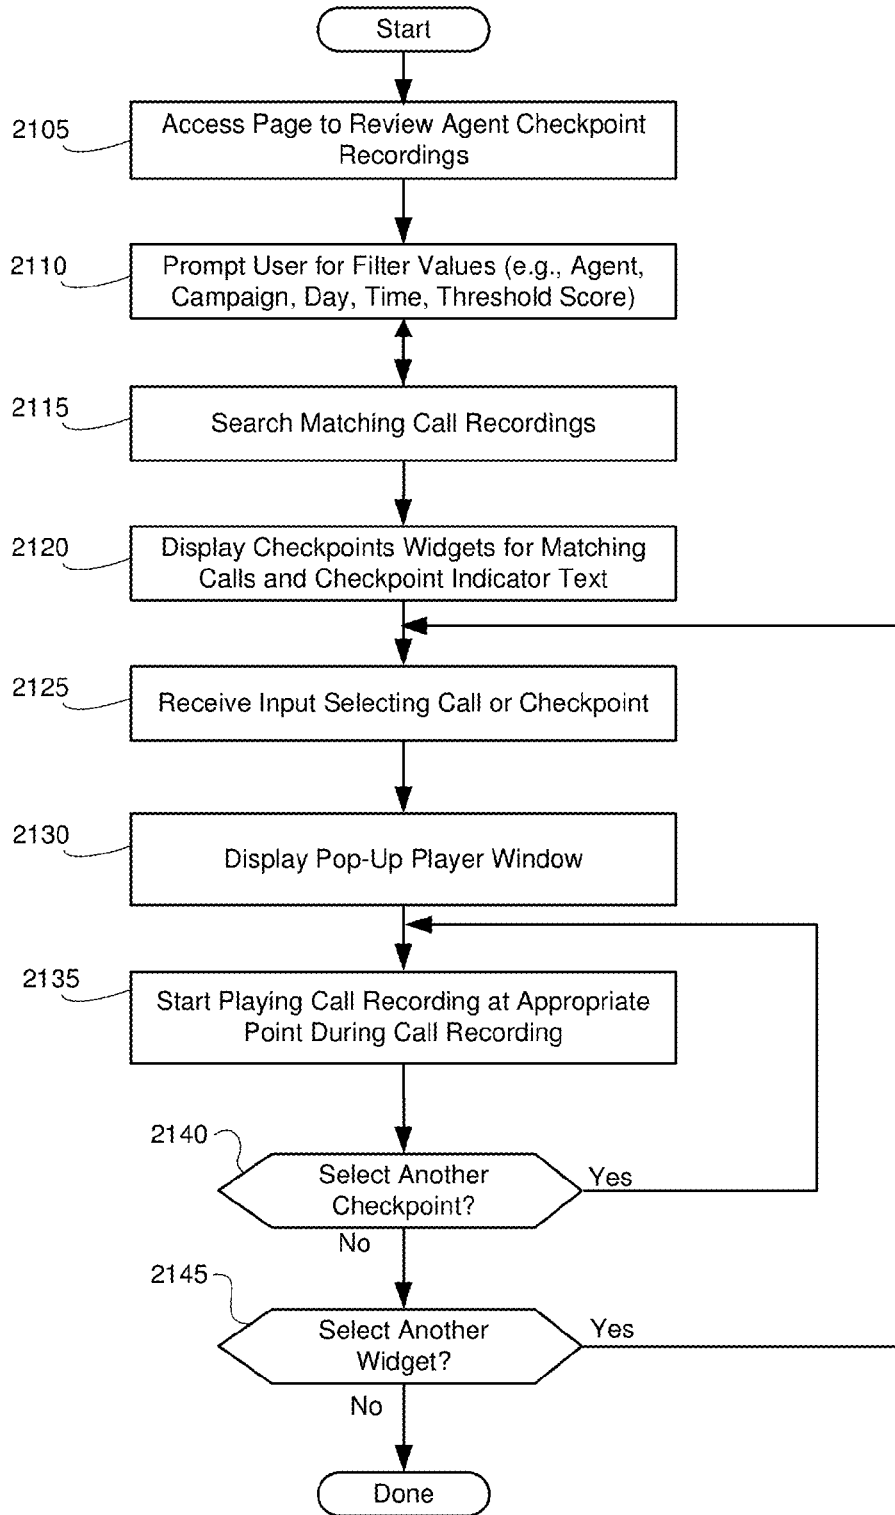 Start
2105
Access Page to Review Agent Checkpoint
Recordings
2110
Prompt User for Filter Values (e.g., Agent,
Campaign, Day, Time, Threshold Score)
2115
Search Matching Call Recordings
2120
Display Checkpoints Widgets for Matching
Calls and Checkpoint Indicator Text
2125
Receive Input Selecting Call or Checkpoint
2130
Display Pop-Up Player Window
2135
Start Playing Call Recording at Appropriate
Point During Call Recording
2140
Select Another
Checkpoint?
Yes
No
2145
Select Another
Widget?
Yes
No
Done